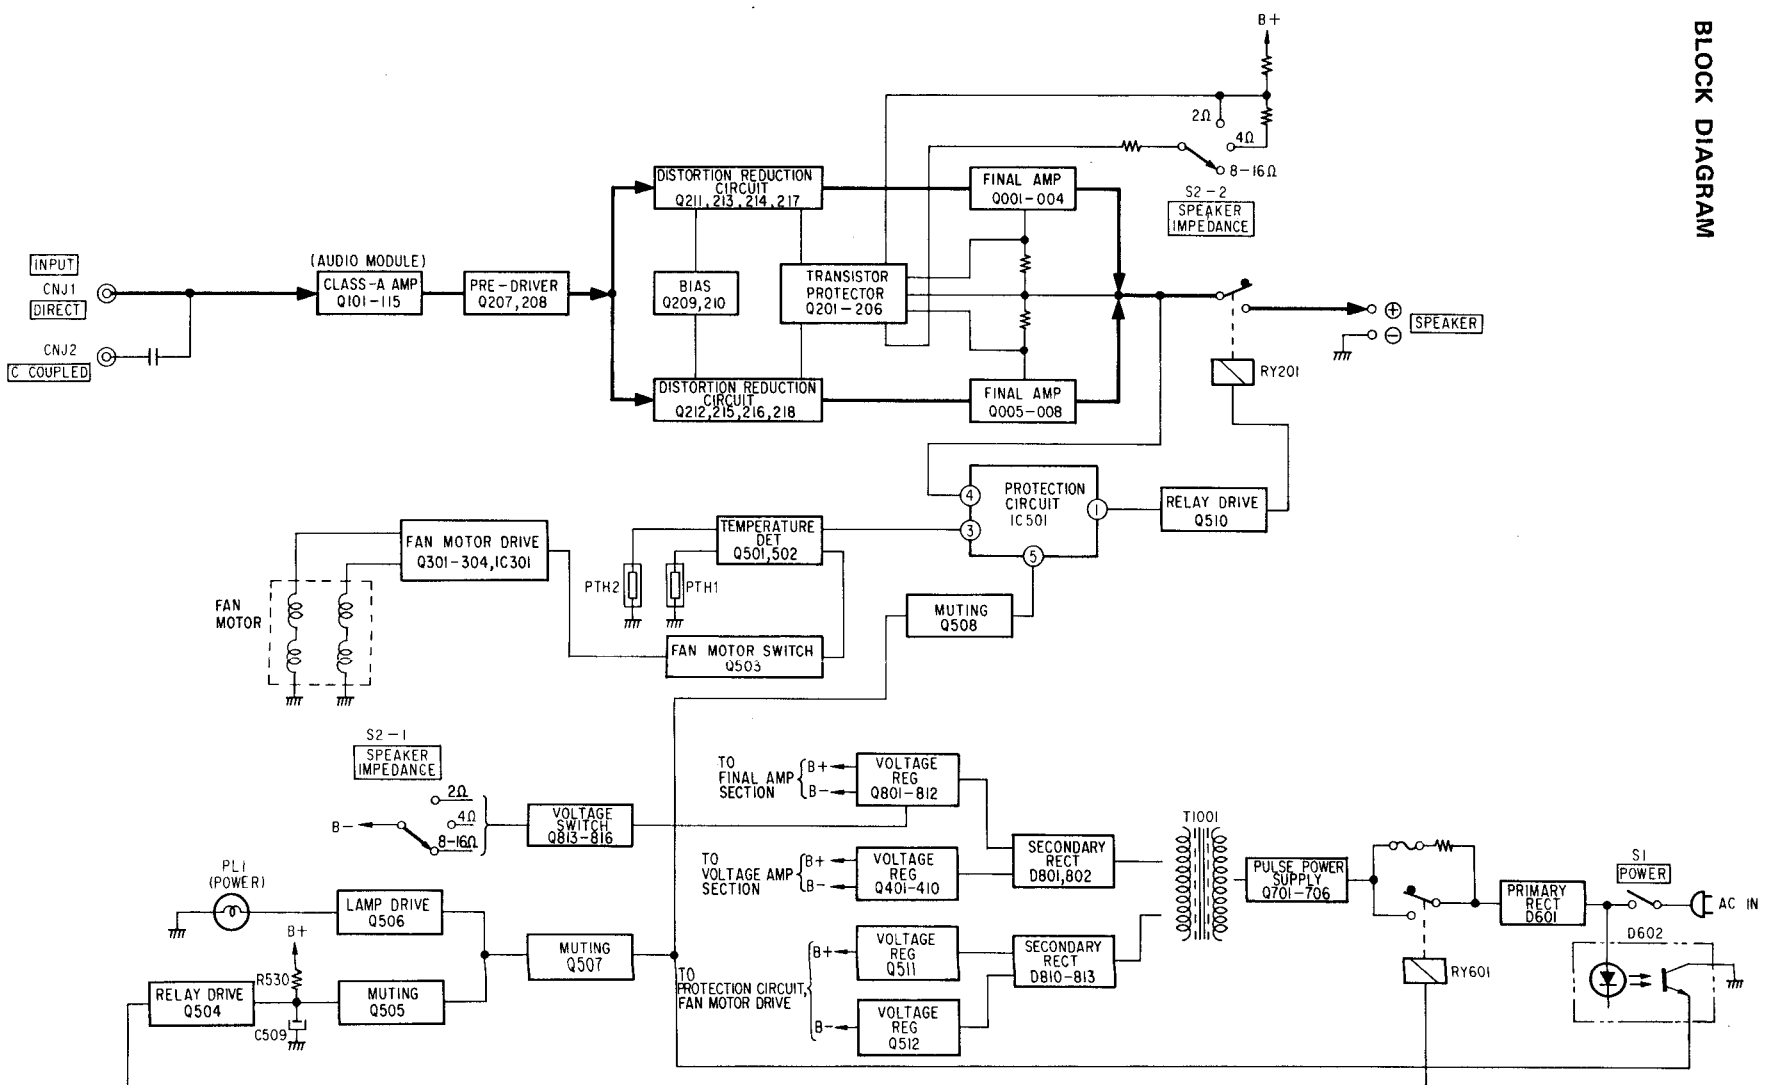 BLOCK DIAGRAM
B+
2Ω
4Ω
8-16Ω
S2-2
SPEAKER
IMPEDANCE
DISTORTION REDUCTION
CIRCUIT
Q211,213,214,217
FINAL AMP
Q001-004
INPUT
CNJ1
DIRECT
CNJ2
C COUPLED
(AUDIO MODULE)
CLASS-A AMP
Q101-115
PRE-DRIVER
Q207,208
BIAS
Q209,210
TRANSISTOR
PROTECTOR
Q201-206
⊕
⊖
SPEAKER
RY201
DISTORTION REDUCTION
CIRCUIT
Q212,215,216,218
FINAL AMP
Q005-008
4
3
5
1
PROTECTION
CIRCUIT
IC501
RELAY DRIVE
Q510
FAN MOTOR DRIVE
Q301-304,IC301
TEMPERATURE
DET
Q501,502
PTH2
PTH1
FAN
MOTOR
MUTING
Q508
FAN MOTOR SWITCH
Q503
S2-1
SPEAKER
IMPEDANCE
2Ω
4Ω
8-16Ω
B-
VOLTAGE
SWITCH
Q813-816
TO
FINAL AMP
SECTION
B+
B-
VOLTAGE
REG
Q801-812
TO
VOLTAGE AMP
SECTION
B+
B-
VOLTAGE
REG
Q401-410
SECONDARY
RECT
D801,802
T1001
PULSE POWER
SUPPLY
Q701-706
PRIMARY
RECT
D601
S1
POWER
AC IN
PL1
(POWER)
LAMP DRIVE
Q506
B+
R530
C509
RELAY DRIVE
Q504
MUTING
Q505
MUTING
Q507
TO
PROTECTION CIRCUIT,
FAN MOTOR DRIVE
B+
B-
VOLTAGE
REG
Q511
VOLTAGE
REG
Q512
SECONDARY
RECT
D810-813
RY601
D602